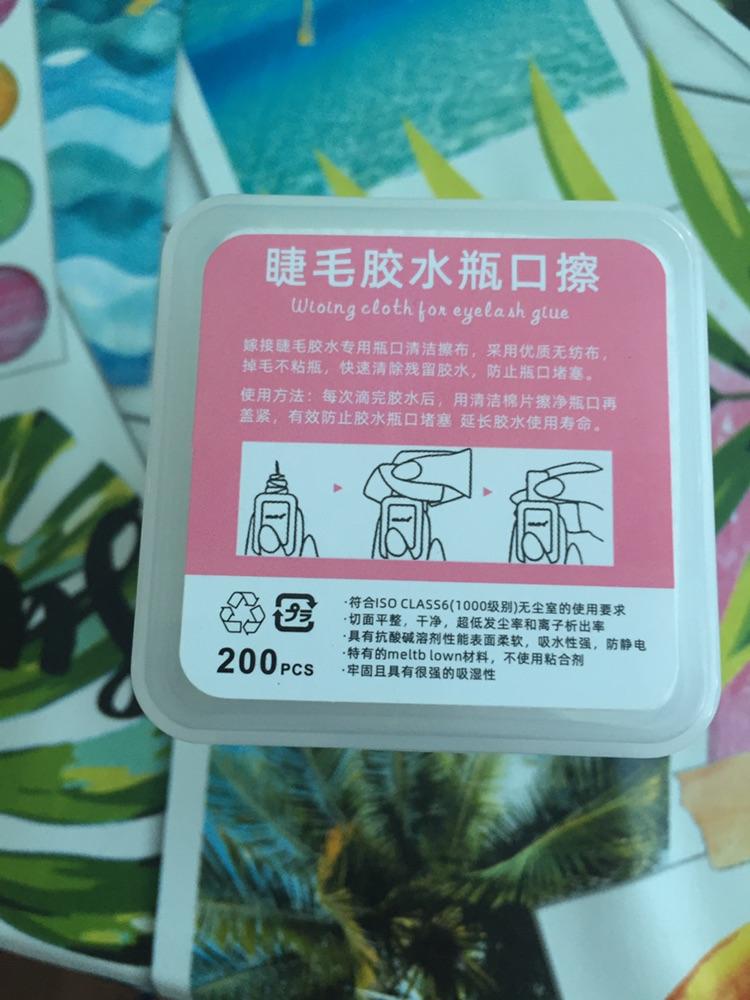 睫毛胶水瓶口擦
Wioing cloth for eyelash giue
嫁接睫毛胶水专用瓶口清洁擦布，采用优质无纺布，
掉毛不粘瓶，快速清除残留胶水，防止瓶口堵塞。
使用方法：每次滴完胶水后，用清洁棉片擦净瓶口再
盖紧，有效防止胶水瓶口堵塞 延长胶水使用寿命。
プラ
200PCS
·符合ISO CLASS6(1000级别)无尘室的使用要求
·切面平整，干净，超低发尘率和离子析出率
·具有抗酸碱溶剂性能表面柔软，吸水性强，防静电
·特有的meltb lown材料，不使用粘合剂
·牢固且具有很强的吸湿性